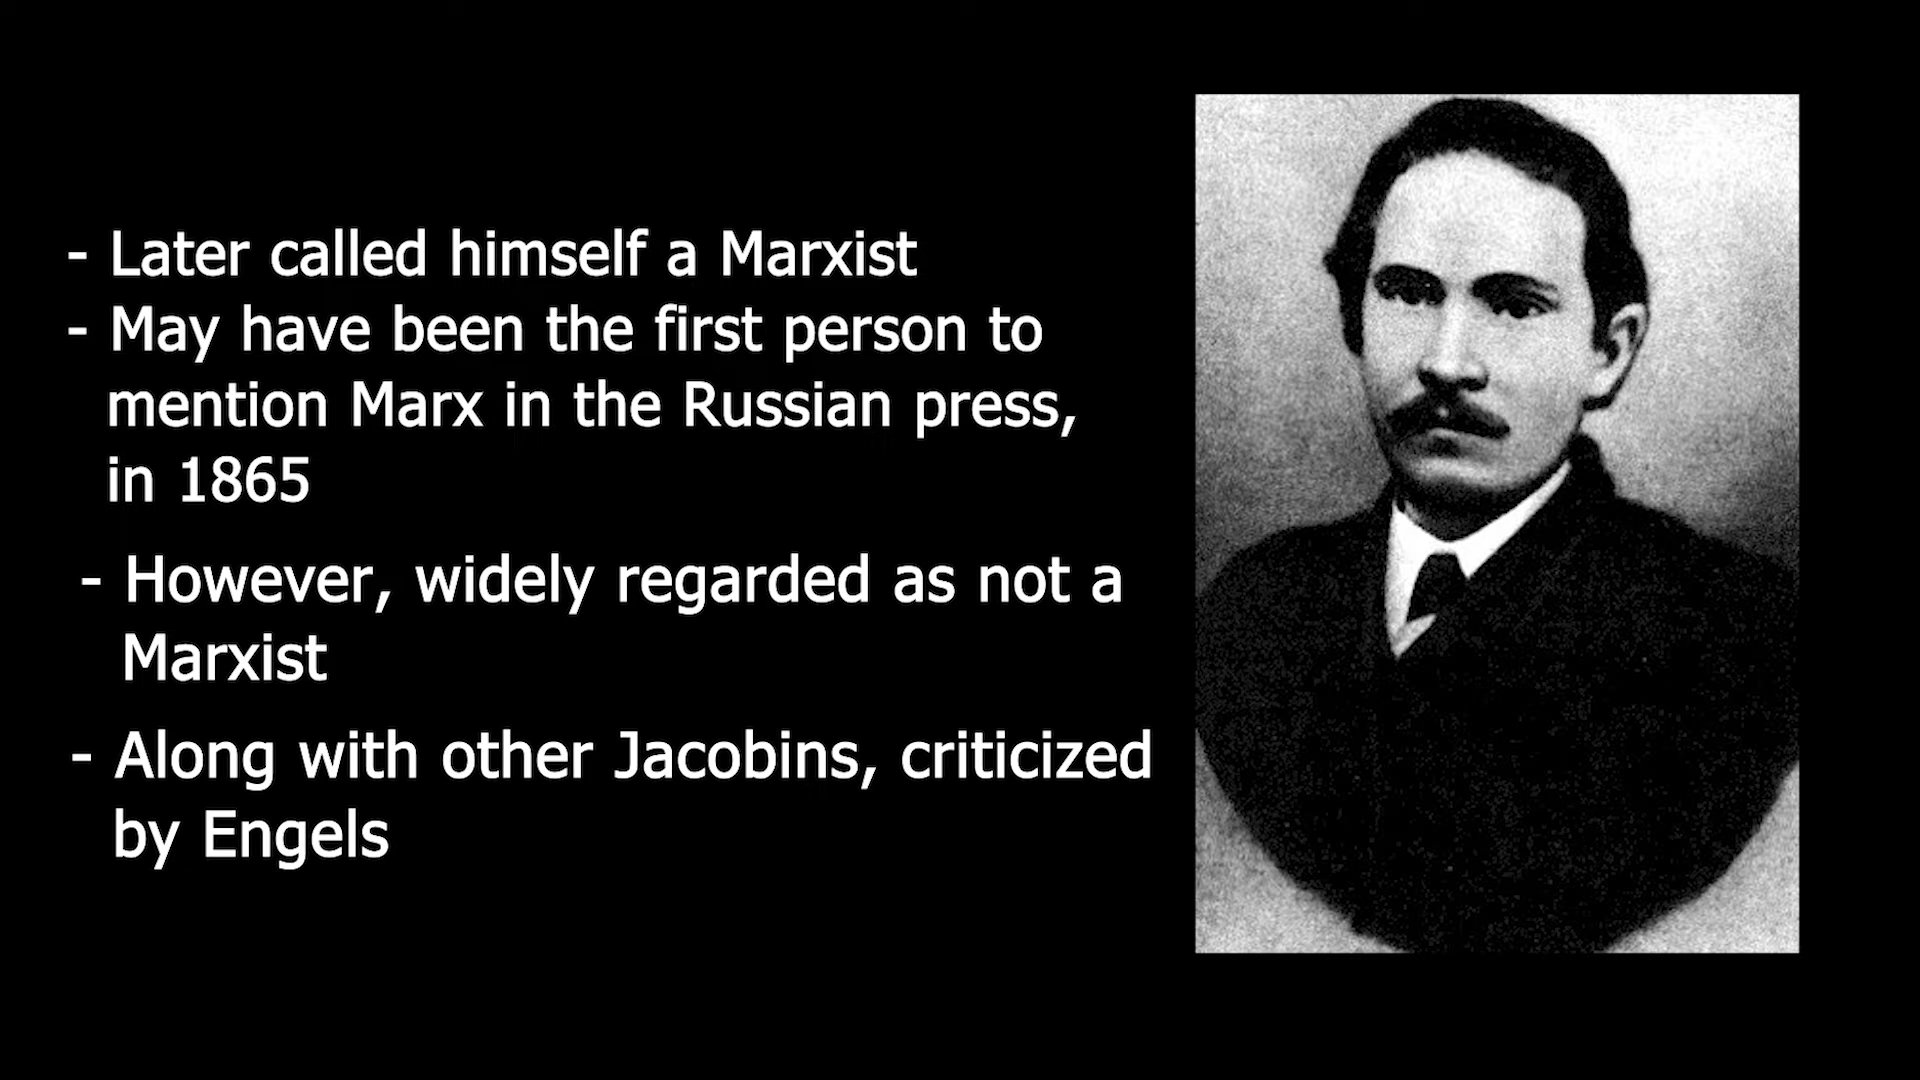 - Later called himself a Marxist
- May have been the first person to
mention Marx in the Russian press,
in 1865
- However, widely regarded as not a
Marxist
- Along with other Jacobins, criticized
by Engels